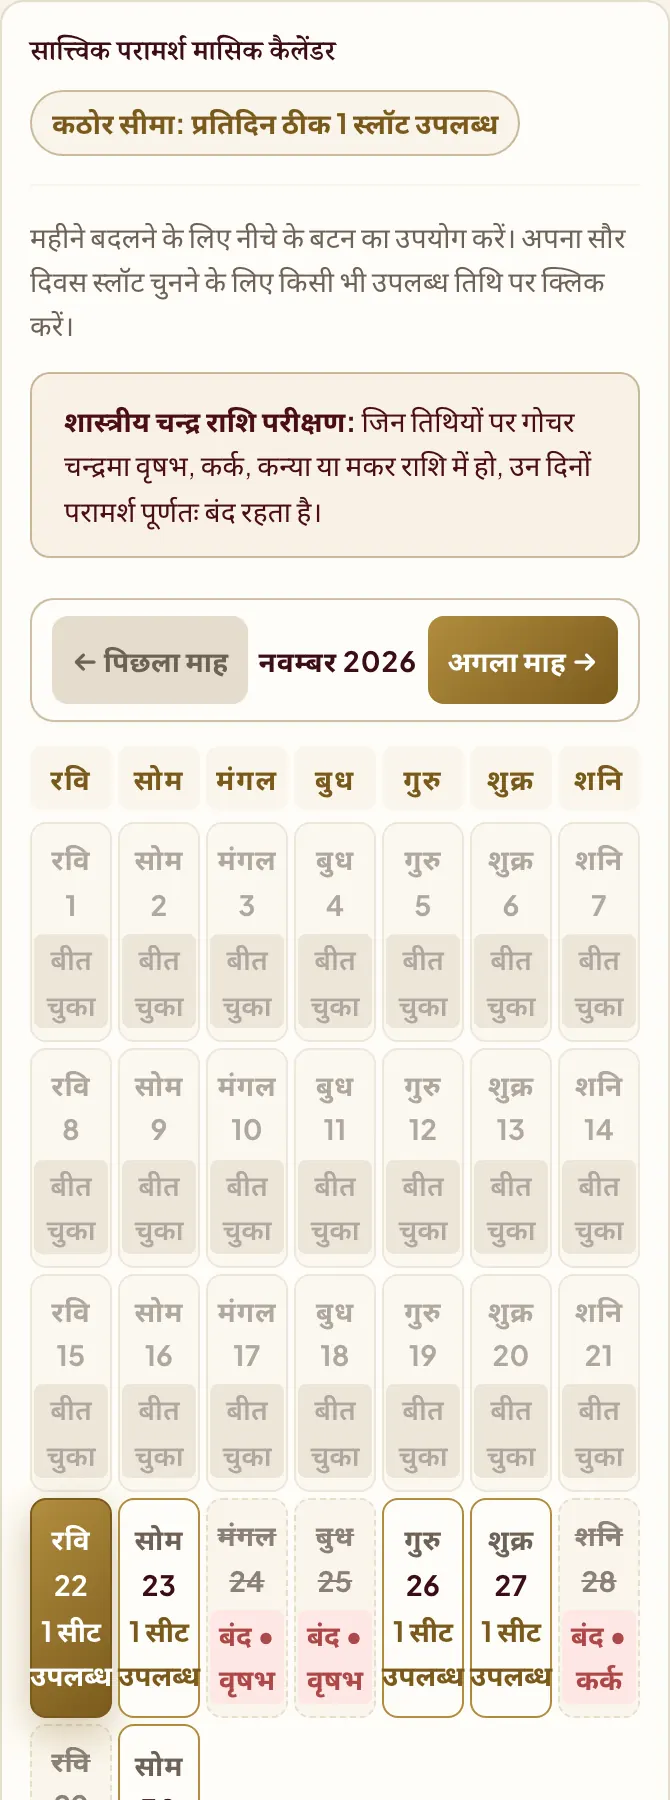 सात्त्विक परामर्श मासिक कैलेंडर
कठोर सीमा: प्रतिदिन ठीक 1 स्लॉट उपलब्ध
महीने बदलने के लिए नीचे के बटन का उपयोग करें। अपना सौर
दिवस स्लॉट चुनने के लिए किसी भी उपलब्ध तिथि पर क्लिक
करें।
शास्त्रीय चन्द्र राशि परीक्षण: जिन तिथियों पर गोचर
चन्द्रमा वृषभ, कर्क, कन्या या मकर राशि में हो, उन दिनों
परामर्श पूर्णतः बंद रहता है।
← पिछला माह नवम्बर 2026 अगला माह →
रवि सोम मंगल बुध गुरु शुक्र शनि
रवि सोम मंगल बुध गुरु शुक्र शनि
1 2 3 4 5 6 7
बीत बीत बीत बीत बीत बीत बीत
चुका चुका चुका चुका चुका चुका चुका
रवि सोम मंगल बुध गुरु शुक्र शनि
8 9 10 11 12 13 14
बीत बीत बीत बीत बीत बीत बीत
चुका चुका चुका चुका चुका चुका चुका
रवि सोम मंगल बुध गुरु शुक्र शनि
15 16 17 18 19 20 21
बीत बीत बीत बीत बीत बीत बीत
चुका चुका चुका चुका चुका चुका चुका
रवि सोम मंगल बुध गुरु शुक्र शनि
22 23 24 25 26 27 28
1 सीट 1 सीट बंद • बंद • 1 सीट 1 सीट बंद •
उपलब्ध उपलब्ध वृषभ वृषभ उपलब्ध उपलब्ध कर्क
रवि सोम